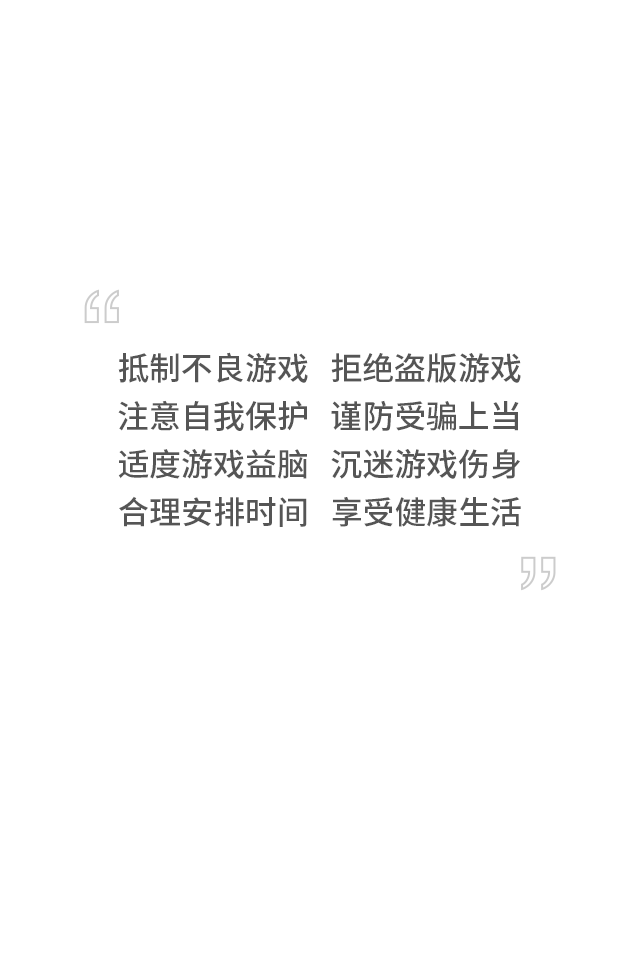 “
抵制不良游戏 拒绝盗版游戏
注意自我保护 谨防受骗上当
适度游戏益脑 沉迷游戏伤身
合理安排时间 享受健康生活
”